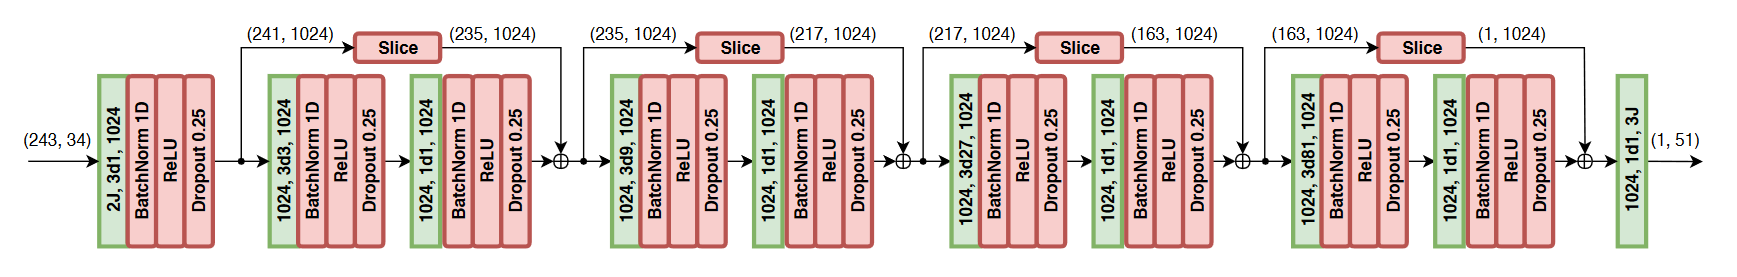 (243, 34)
2J, 3d1, 1024
BatchNorm 1D
ReLU
Dropout 0.25
(241, 1024)
Slice
(235, 1024)
1024, 3d3, 1024
BatchNorm 1D
ReLU
Dropout 0.25
1024, 1d1, 1024
BatchNorm 1D
ReLU
Dropout 0.25
(235, 1024)
Slice
(217, 1024)
1024, 3d9, 1024
BatchNorm 1D
ReLU
Dropout 0.25
1024, 1d1, 1024
BatchNorm 1D
ReLU
Dropout 0.25
(217, 1024)
Slice
(163, 1024)
1024, 3d27, 1024
BatchNorm 1D
ReLU
Dropout 0.25
1024, 1d1, 1024
BatchNorm 1D
ReLU
Dropout 0.25
(163, 1024)
Slice
(1, 1024)
1024, 3d81, 1024
BatchNorm 1D
ReLU
Dropout 0.25
1024, 1d1, 1024
BatchNorm 1D
ReLU
Dropout 0.25
1024, 1d1, 3J
(1, 51)